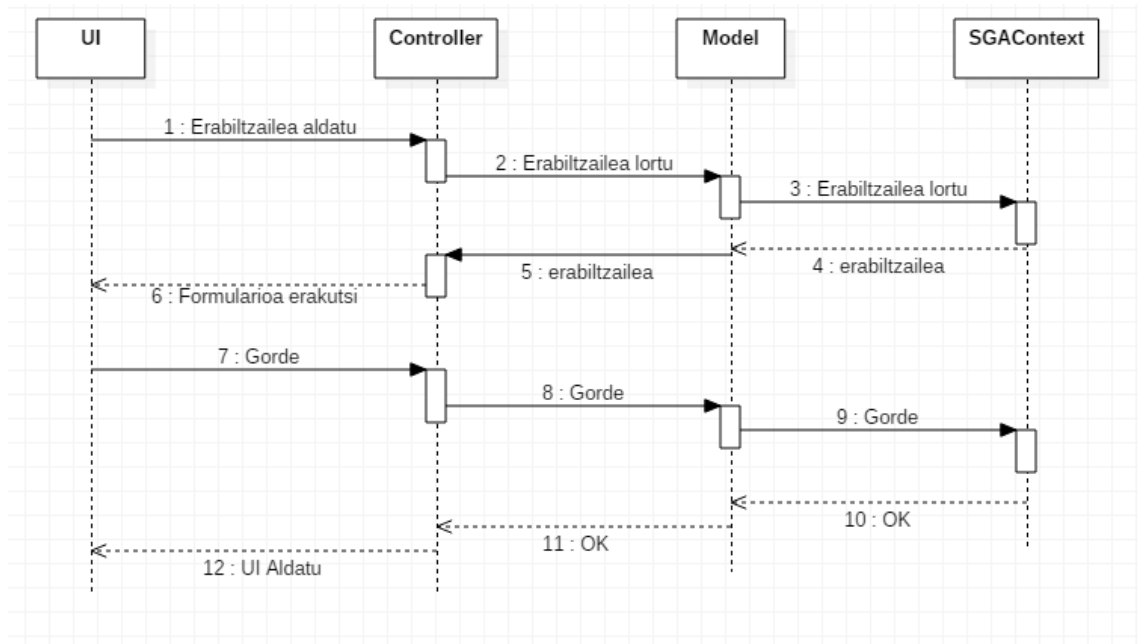 UI
Controller
Model
SGAContext
1 : Erabiltzailea aldatu
2 : Erabiltzailea lortu
3 : Erabiltzailea lortu
4 : erabiltzailea
5 : erabiltzailea
6 : Formularioa erakutsi
7 : Gorde
8 : Gorde
9 : Gorde
10 : OK
11 : OK
12 : UI Aldatu